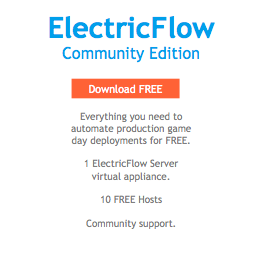 ElectricFlow
Community Edition
Download FREE
Everything you need to
automate production game
day deployments for FREE.
1 ElectricFlow Server
virtual appliance.
10 FREE Hosts
Community support.